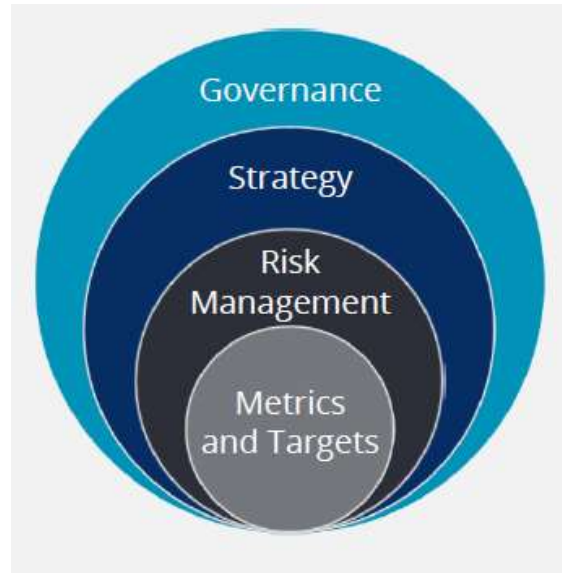 Governance
Strategy
Risk
Management
Metrics
and Targets